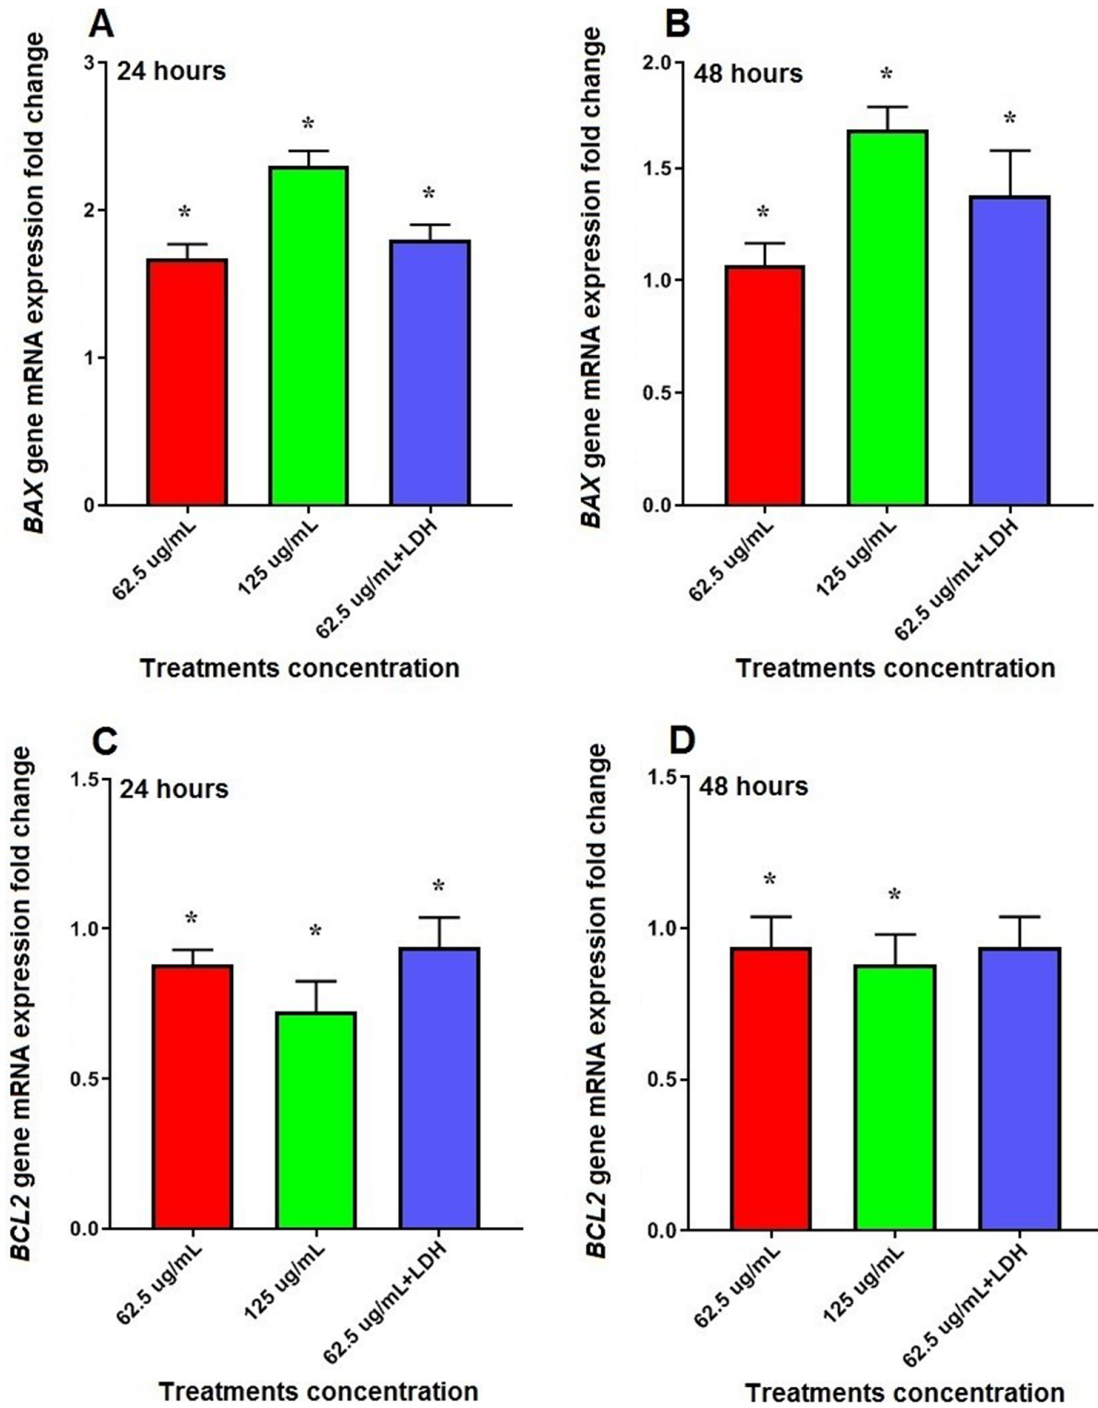 A
24 hours
BAX gene mRNA expression fold change
3
2
1
0
*
*
*
62.5 ug/mL
125 ug/mL
62.5 ug/mL+LDH
Treatments concentration
B
48 hours
BAX gene mRNA expression fold change
2.0
1.5
1.0
0.5
0.0
*
*
*
62.5 ug/mL
125 ug/mL
62.5 ug/mL+LDH
Treatments concentration
C
24 hours
BCL2 gene mRNA expression fold change
1.5
1.0
0.5
0.0
*
*
*
62.5 ug/mL
125 ug/mL
62.5 ug/mL+LDH
Treatments concentration
D
48 hours
BCL2 gene mRNA expression fold change
1.5
1.0
0.5
0.0
*
*
62.5 ug/mL
125 ug/mL
62.5 ug/mL+LDH
Treatments concentration